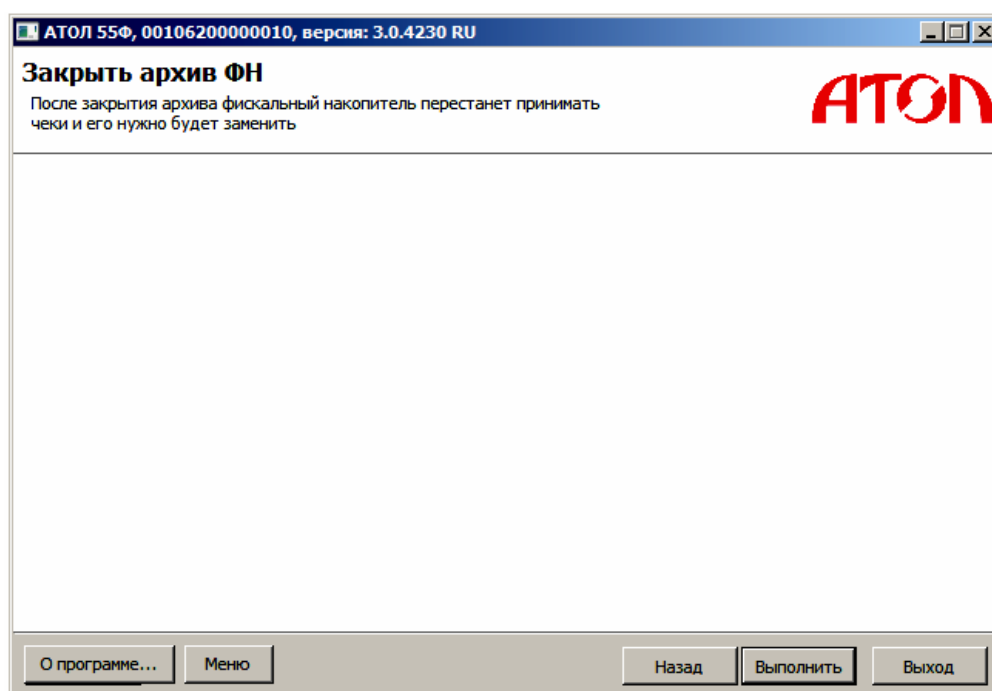 АТОЛ 55Ф, 00106200000010, версия: 3.0.4230 RU
Закрыть архив ФН
После закрытия архива фискальный накопитель перестанет принимать
чеки и его нужно будет заменить
АТОЛ
О программе...
Меню
Назад
Выполнить
Выход